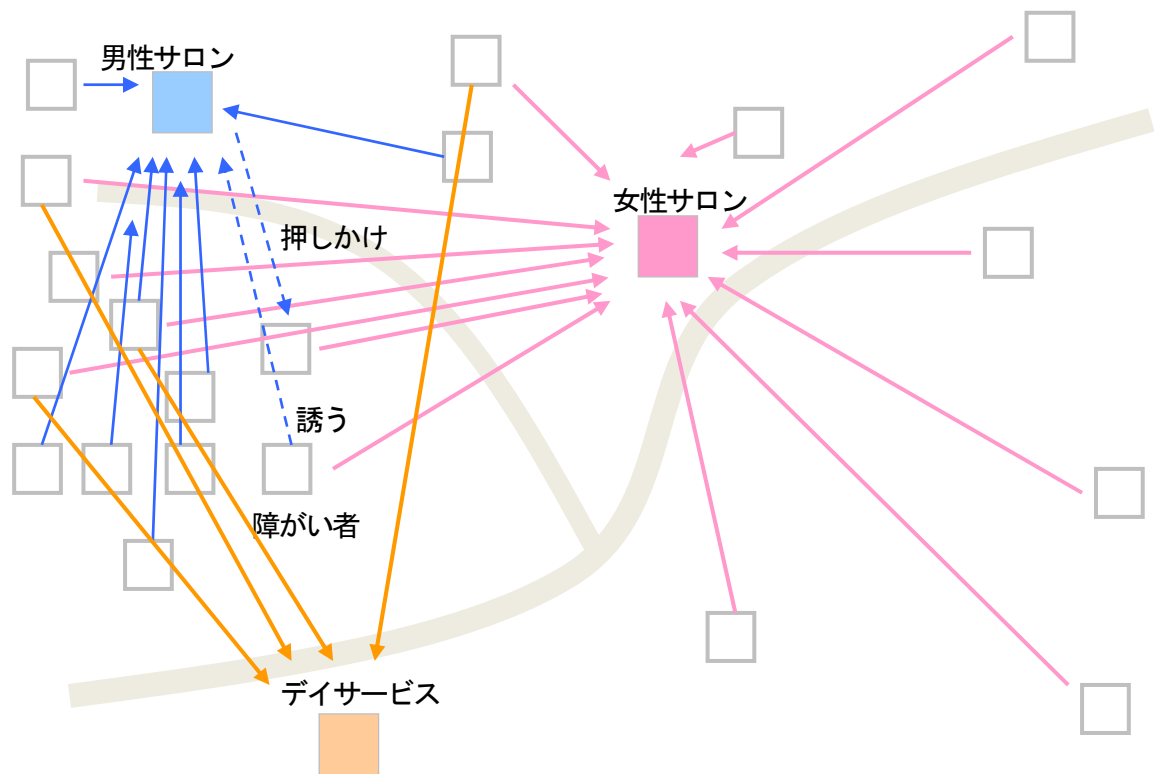 男性サロン
女性サロン
押しかけ
誘う
障がい者
デイサービス